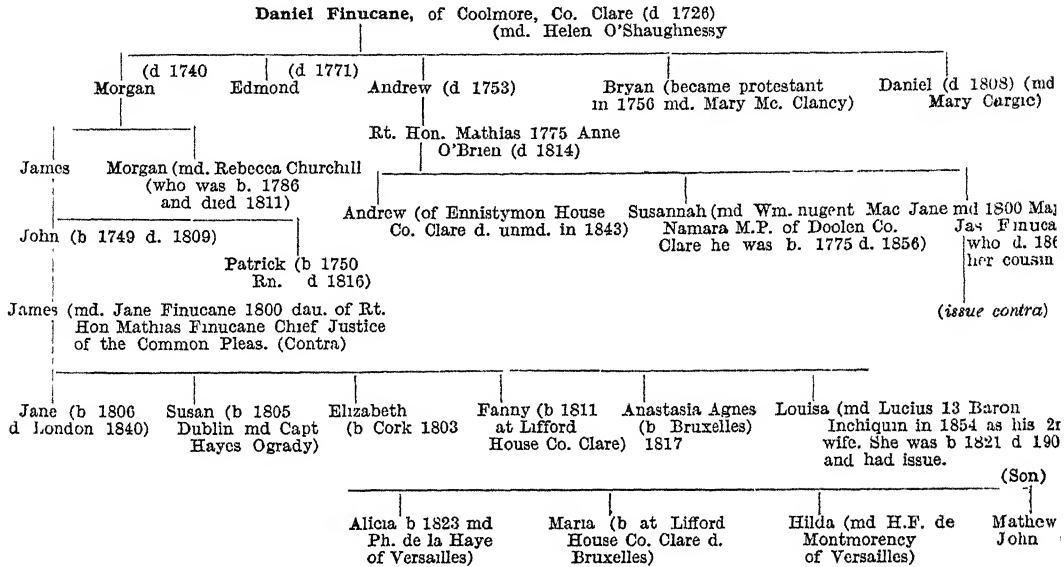 Daniel Finucane, of Coolmore, Co. Clare (d 1726)
(md. Helen O'Shaughnessy
(d 1740
Morgan
(d 1771)
Edmond
Andrew (d 1753)
Bryan (became protestant
in 1756 md. Mary Mc. Clancy)
Daniel (d 1808) (md
Mary Cargie)
Rt. Hon. Mathias 1775 Anne
O'Brien (d 1814)
James
Morgan (md. Rebecca Churchill
(who was b. 1786
and died 1811)
Andrew (of Ennistymon House
Co. Clare d. unmd. in 1843)
Susannah (md Wm. nugent Mac
Namara M.P. of Doolen Co.
Clare he was b. 1775 d. 1856)
Jane md 1800 Maj
Jas Finuca
who d. 186
her cousin
John (b 1749 d. 1809)
Patrick (b 1750
Rn. d 1816)
James (md. Jane Finucane 1800 dau. of Rt.
Hon Mathias Finucane Chief Justice
of the Common Pleas. (Contra)
(issue contra)
Jane (b 1806
d London 1840)
Susan (b 1805
Dublin md Capt
Hayes Ogrady)
Elizabeth
(b Cork 1803
Fanny (b 1811
at Lifford
House Co. Clare)
Anastasia Agnes
(b Bruxelles)
1817
Louisa (md Lucius 13 Baron
Inchiquin in 1854 as his 2n
wife. She was b 1821 d 190
and had issue.
(Son)
Alicia b 1823 md
Ph. de la Haye
of Versailles)
Maria (b at Lifford
House Co. Clare d.
Bruxelles)
Hilda (md H.F. de
Montmorency
of Versailles)
Mathew
John